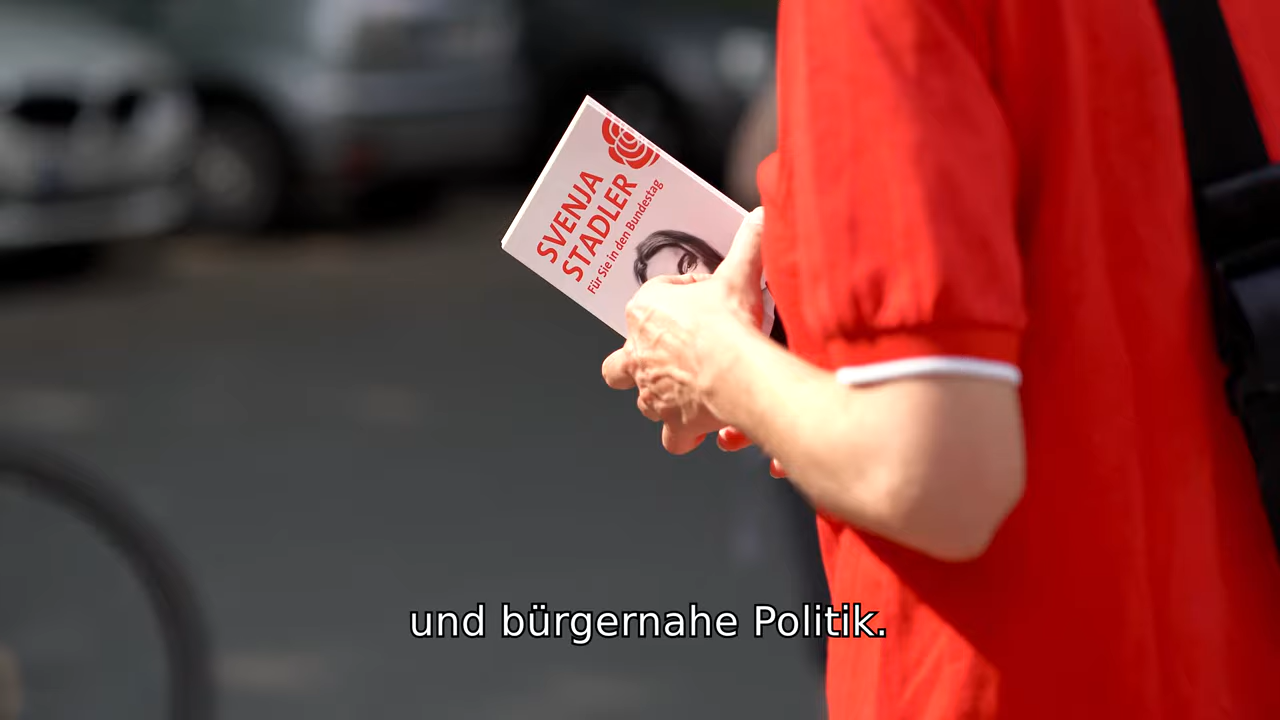 SVENJA
STADLER
Für Sie in den Bundestag
und bürgernahe Politik.